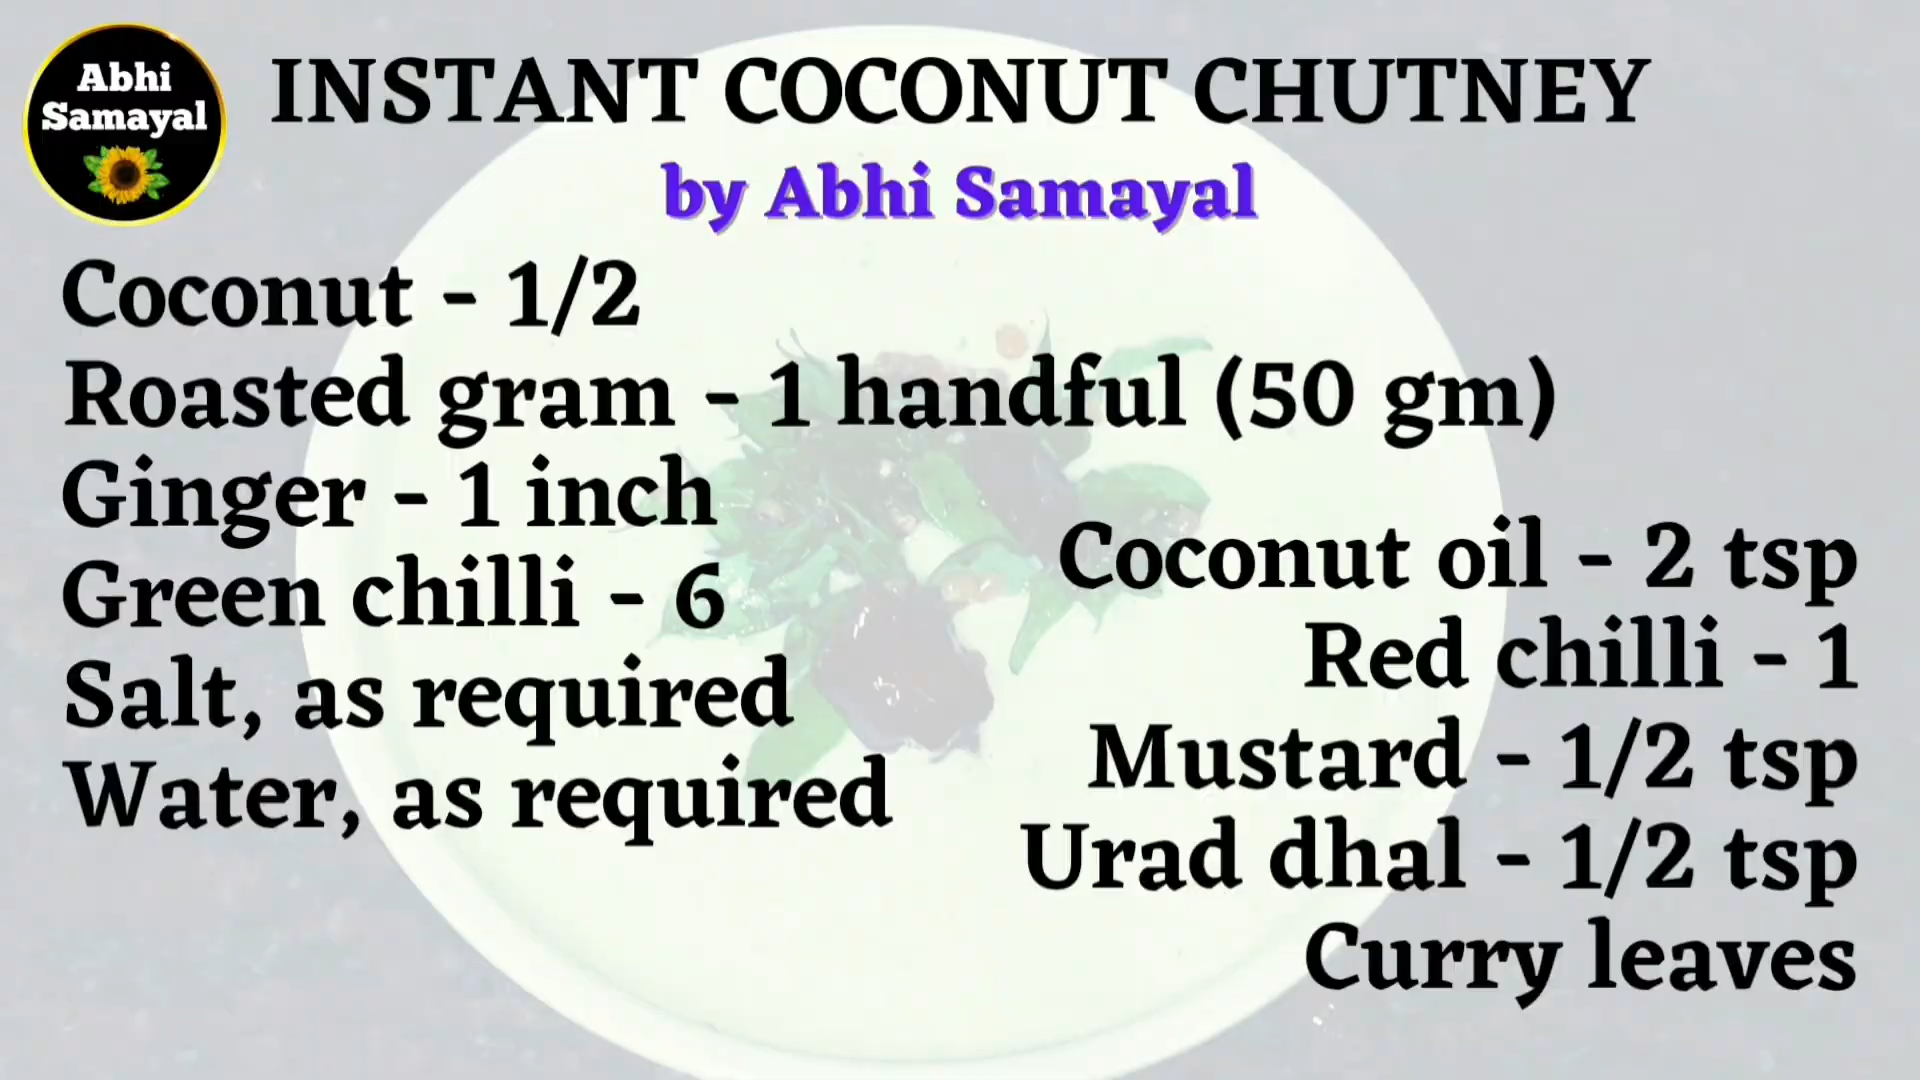 Abhi
Samayal
INSTANT COCONUT CHUTNEY
by Abhi Samayal
Coconut - 1/2
Roasted gram - 1 handful (50 gm)
Ginger - 1 inch
Green chilli - 6
Salt, as required
Water, as required
Coconut oil - 2 tsp
Red chilli - 1
Mustard - 1/2 tsp
Urad dhal - 1/2 tsp
Curry leaves